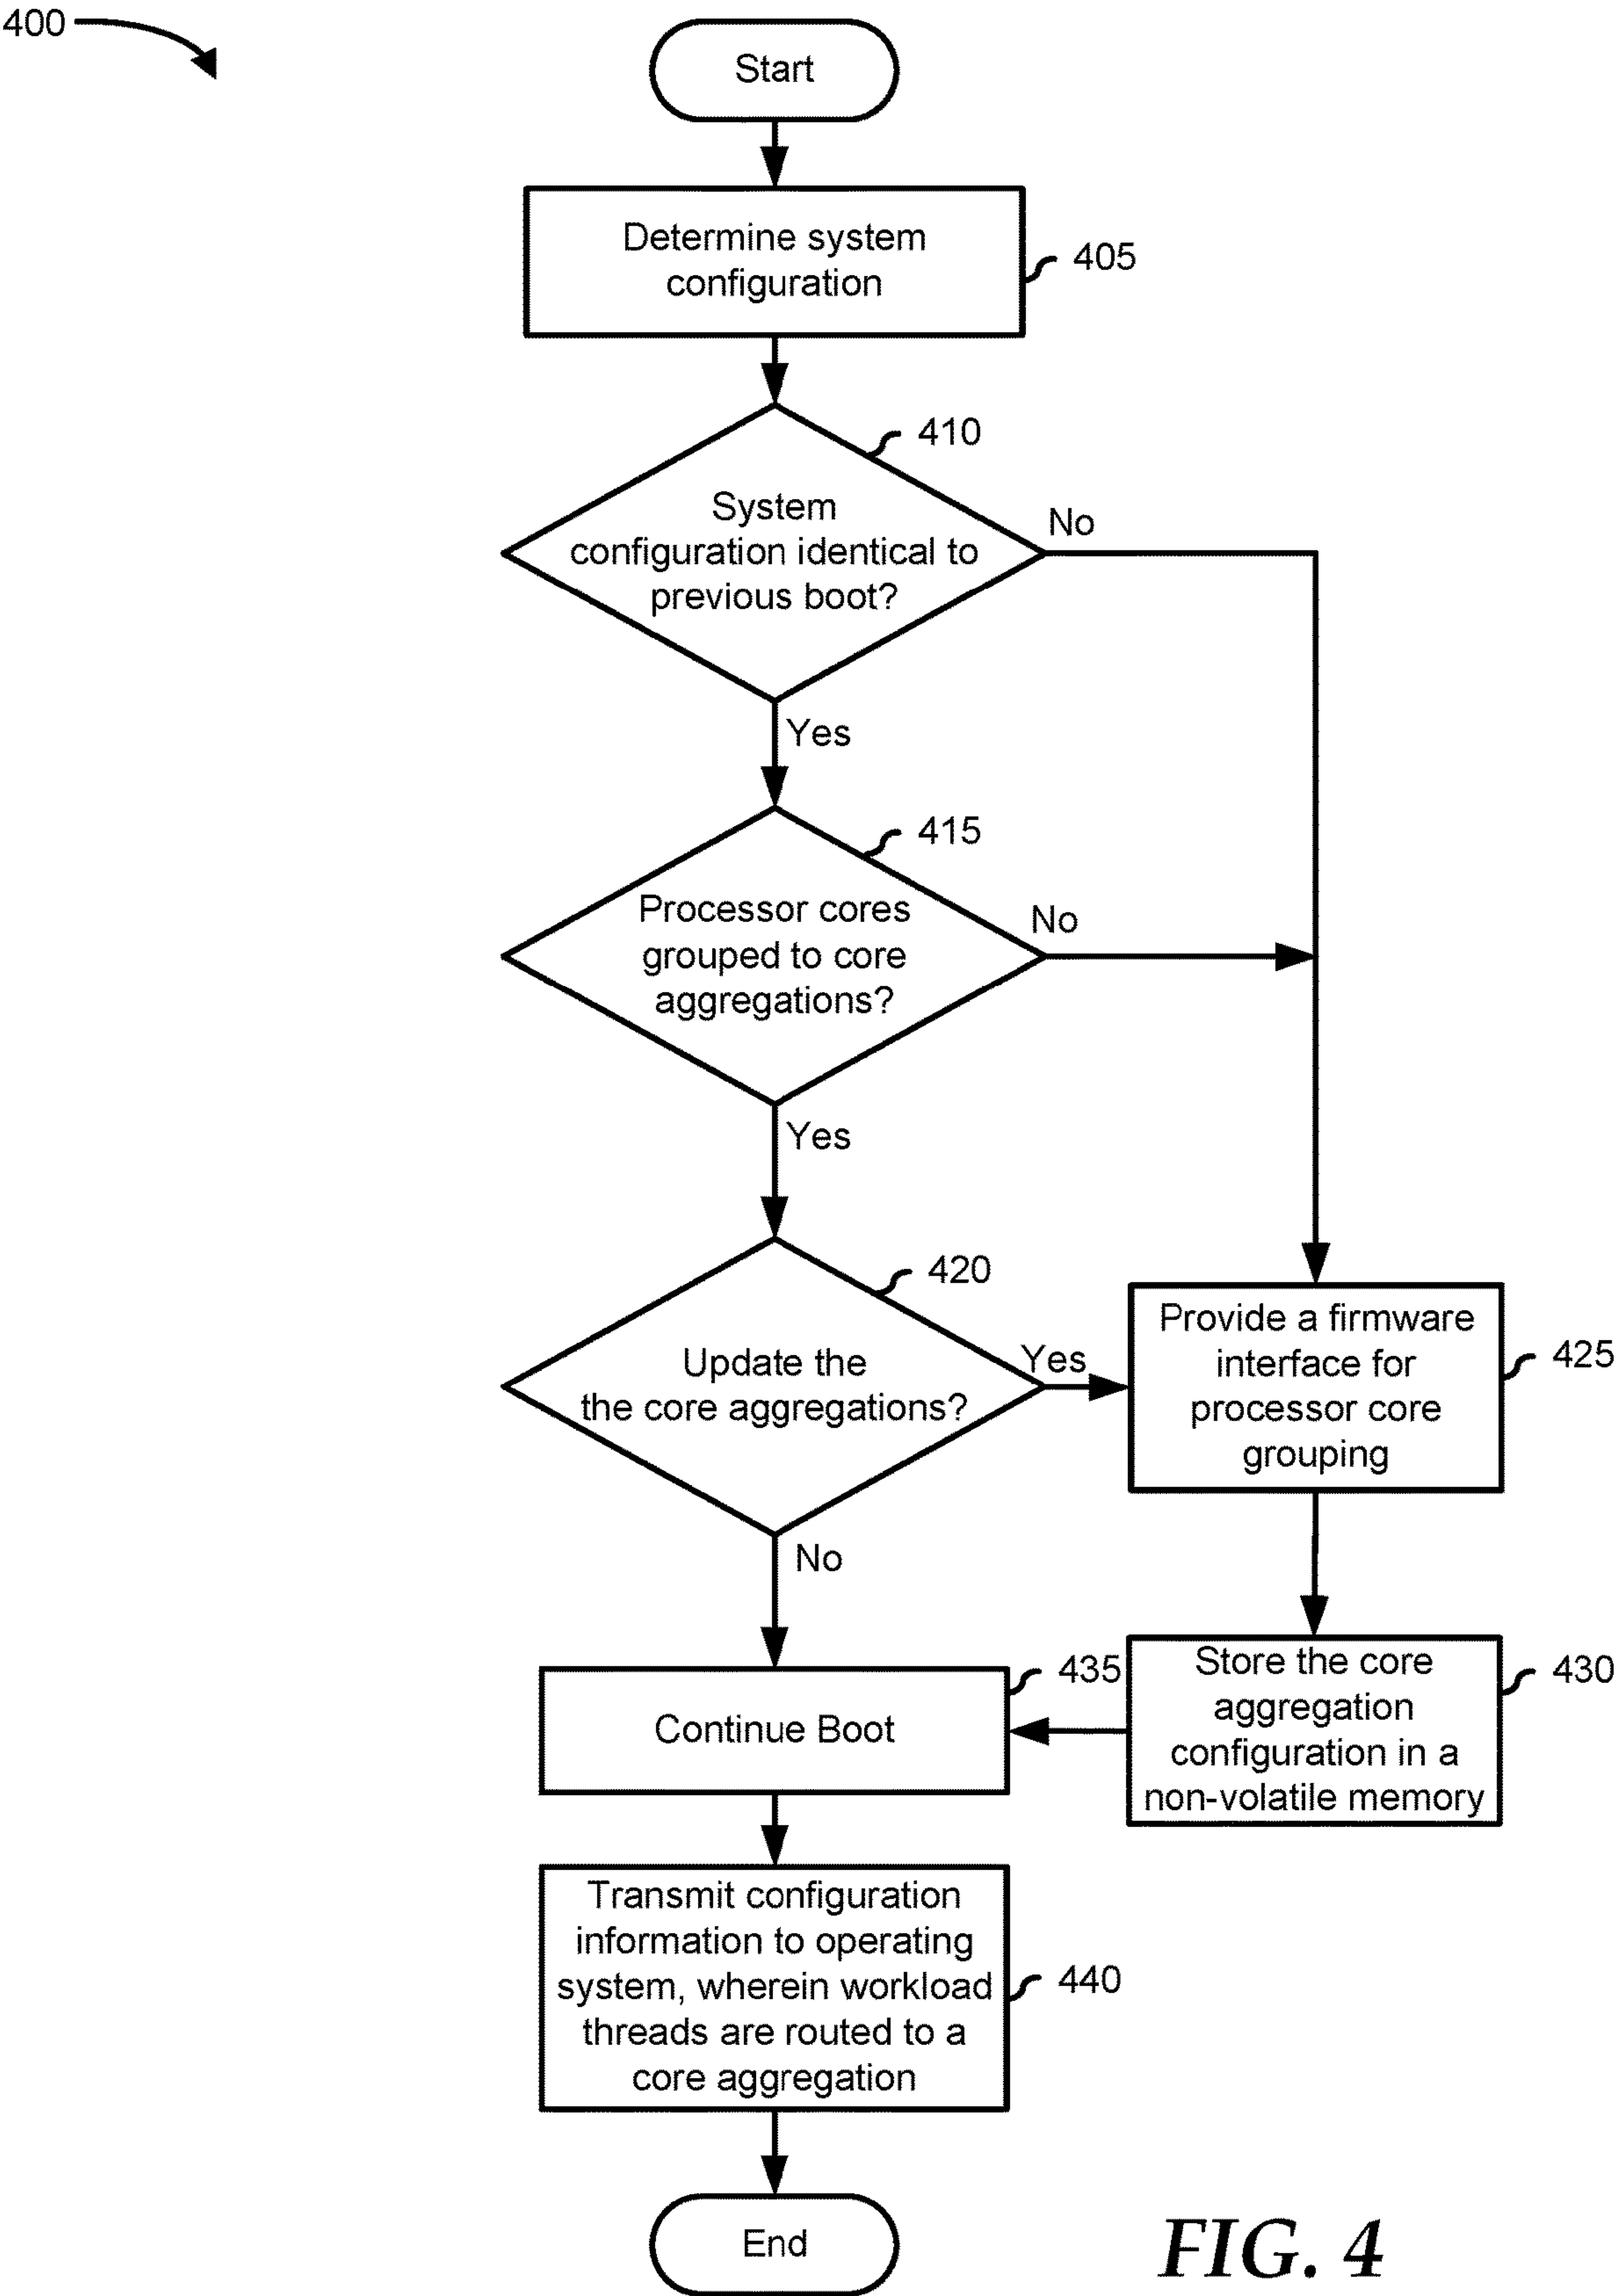 400
Start
Determine system
configuration
405
410
System
configuration identical to
previous boot?
No
Yes
415
Processor cores
grouped to core
aggregations?
No
Yes
420
Update the
the core aggregations?
Yes
No
Provide a firmware
interface for
processor core
grouping
425
Store the core
aggregation
configuration in a
non-volatile memory
430
435
Continue Boot
Transmit configuration
information to operating
system, wherein workload
threads are routed to a
core aggregation
440
End
FIG. 4